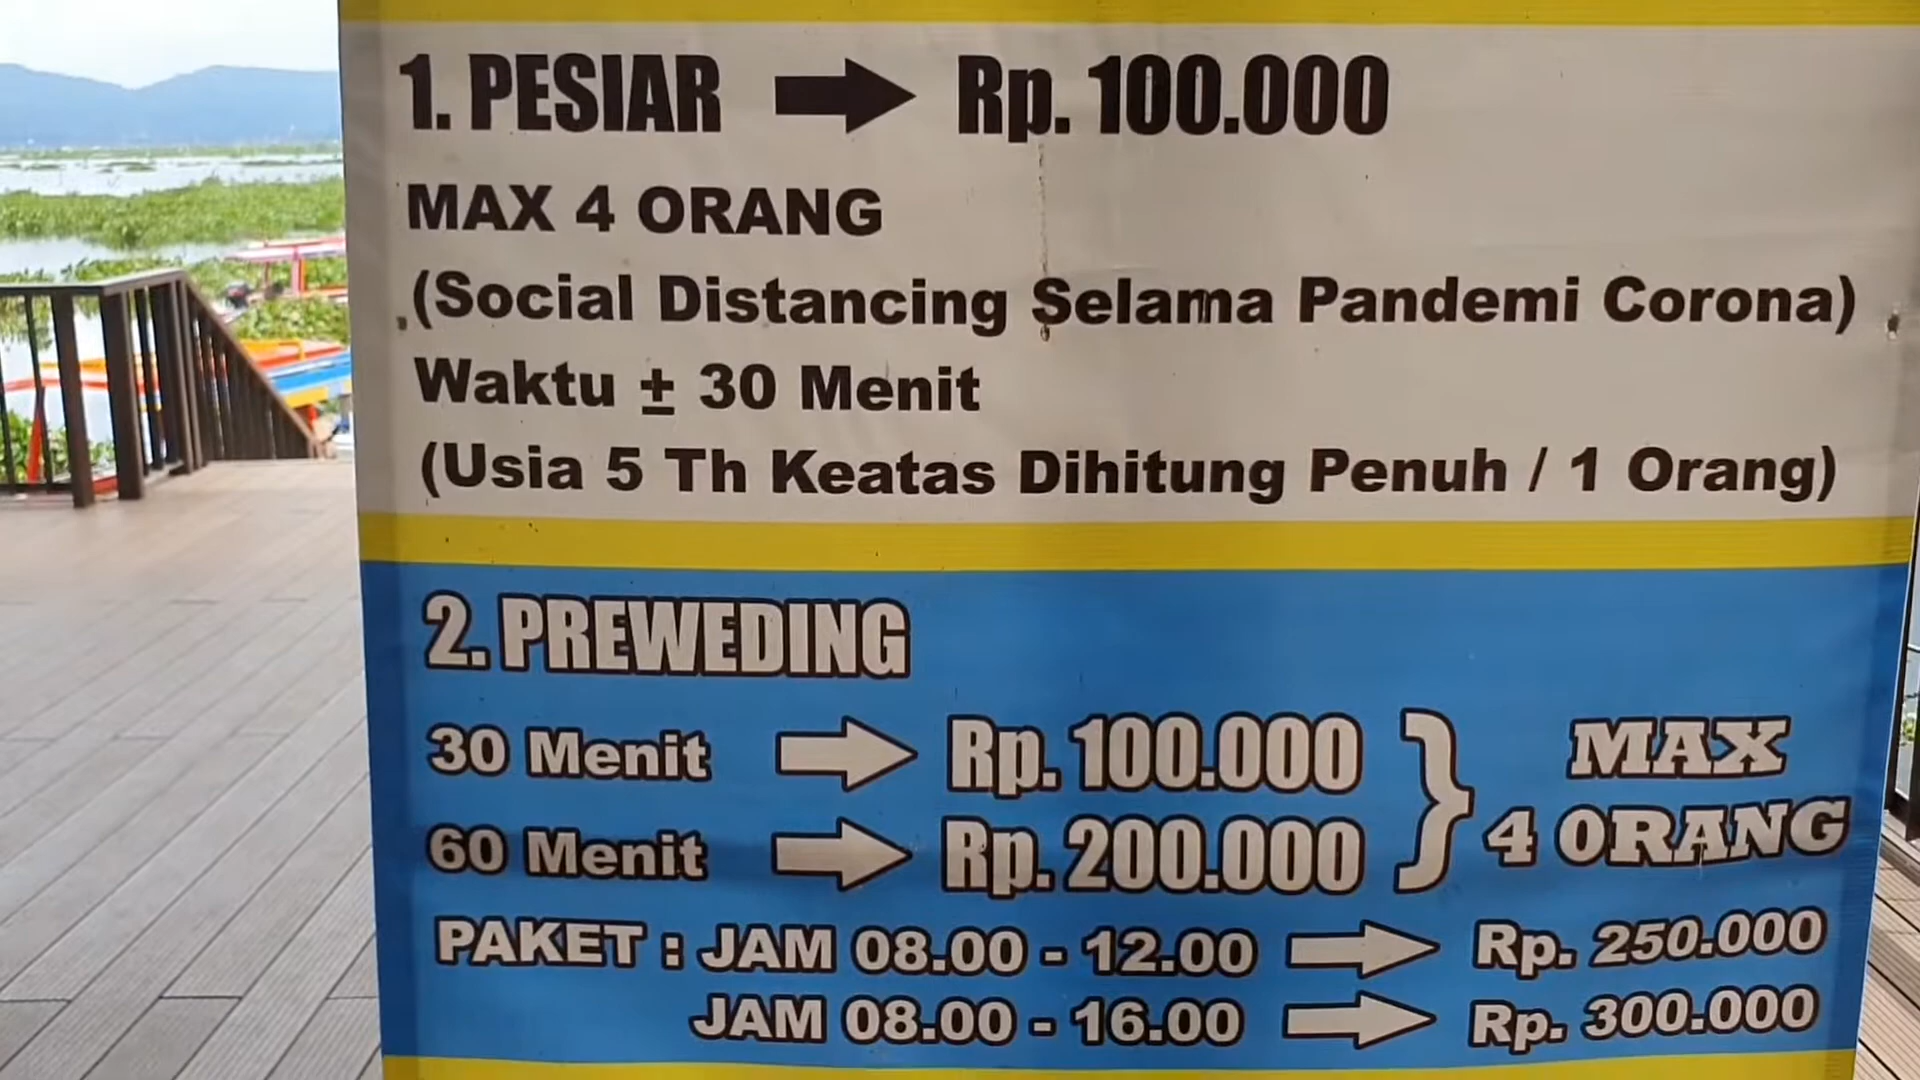 1. PESIAR → Rp. 100.000
MAX 4 ORANG
(Social Distancing Selama Pandemi Corona)
Waktu ± 30 Menit
(Usia 5 Th Keatas Dihitung Penuh / 1 Orang)
2. PREWEDING
30 Menit → Rp. 100.000
60 Menit → Rp. 200.000
} MAX
4 ORANG
PAKET : JAM 08.00 - 12.00 → Rp. 250.000
JAM 08.00 - 16.00 → Rp. 300.000